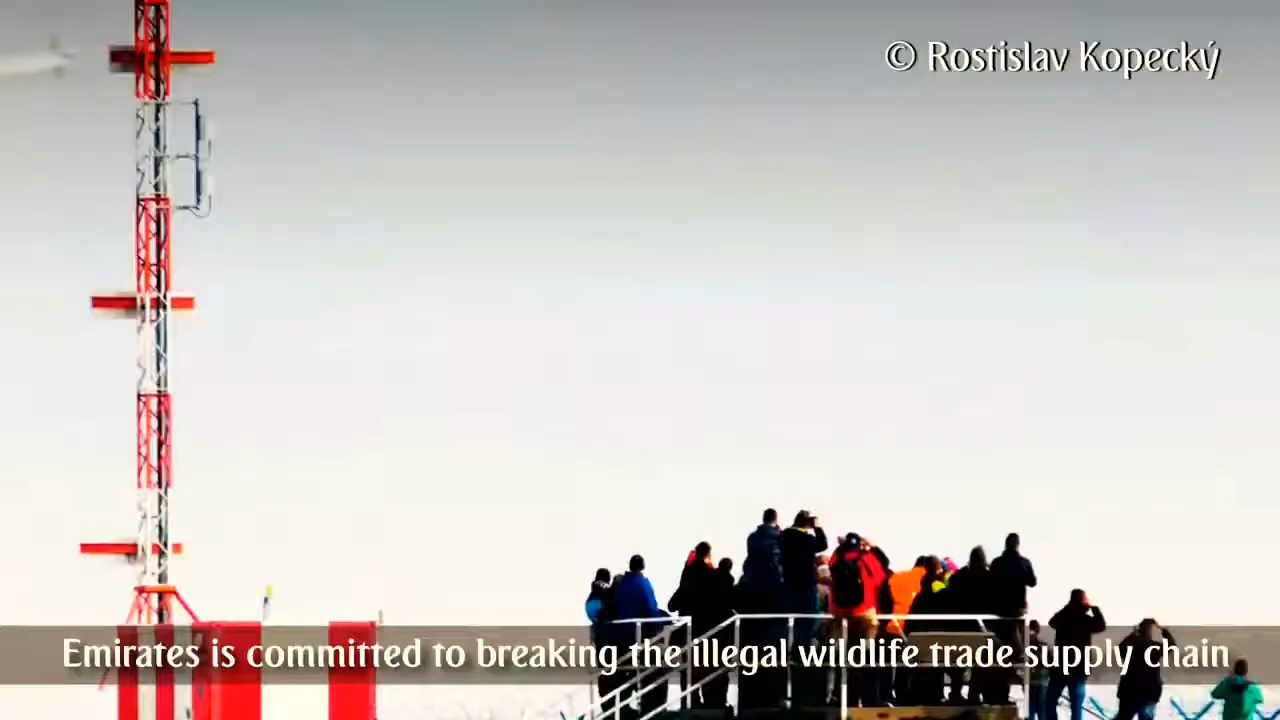 © Rostislav Kopecký
Emirates is committed to breaking the illegal wildlife trade supply chain